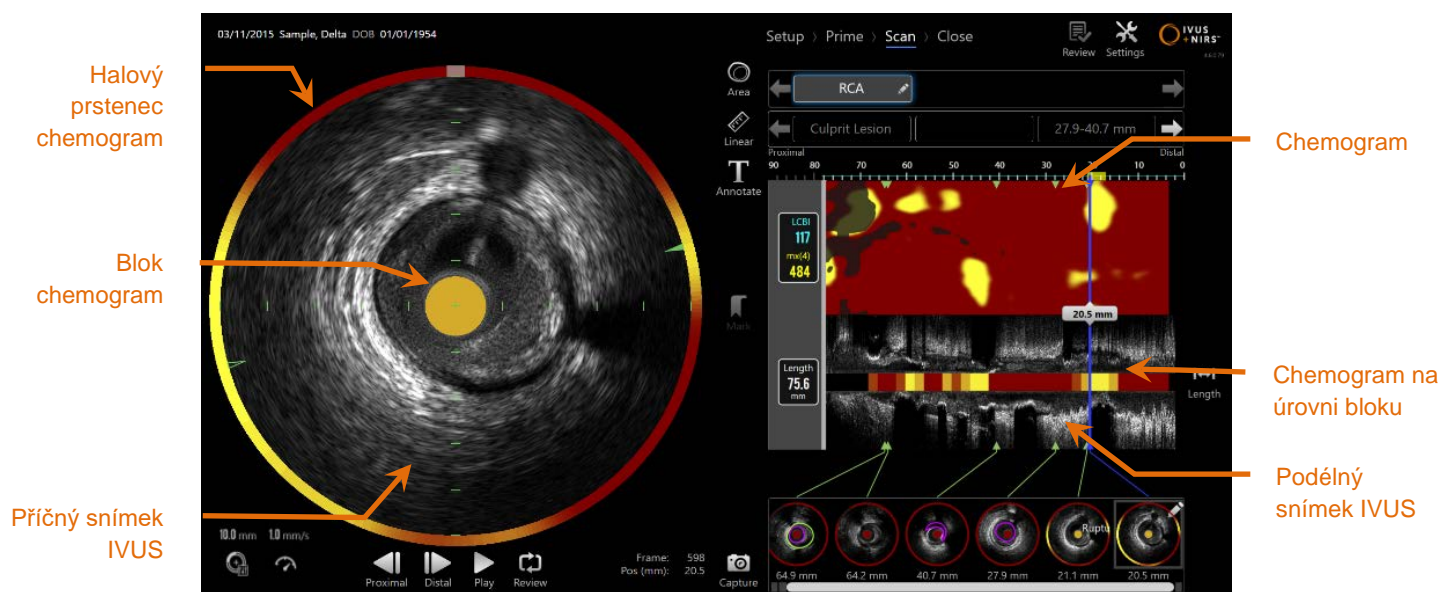 03/11/2015 Sample, Delta DOB 01/01/1954
Setup > Prime > Scan > Close
Review
Settings
IVUS
+NIRS
Halový
prstenec
chemogram
Blok
chemogram
Příčný snímek
IVUS
Area
Linear
T
Annotate
Mark
RCA
Culprit Lesion
27.9-40.7 mm
Proximal
Distal
90 80 70 60 50 40 30 20 10 0
LCBI
117
mx(4)
484
20.5 mm
Length
75.6
mm
Length
Chemogram
Chemogram na
úrovni bloku
Podélný
snímek IVUS
10.0 mm 1.0 mm/s
Proximal
Distal
Play
Review
Frame: 598
Pos (mm): 20.5
Capture
Ruptu
64.9 mm
64.2 mm
40.7 mm
27.9 mm
21.1 mm
20.5 mm